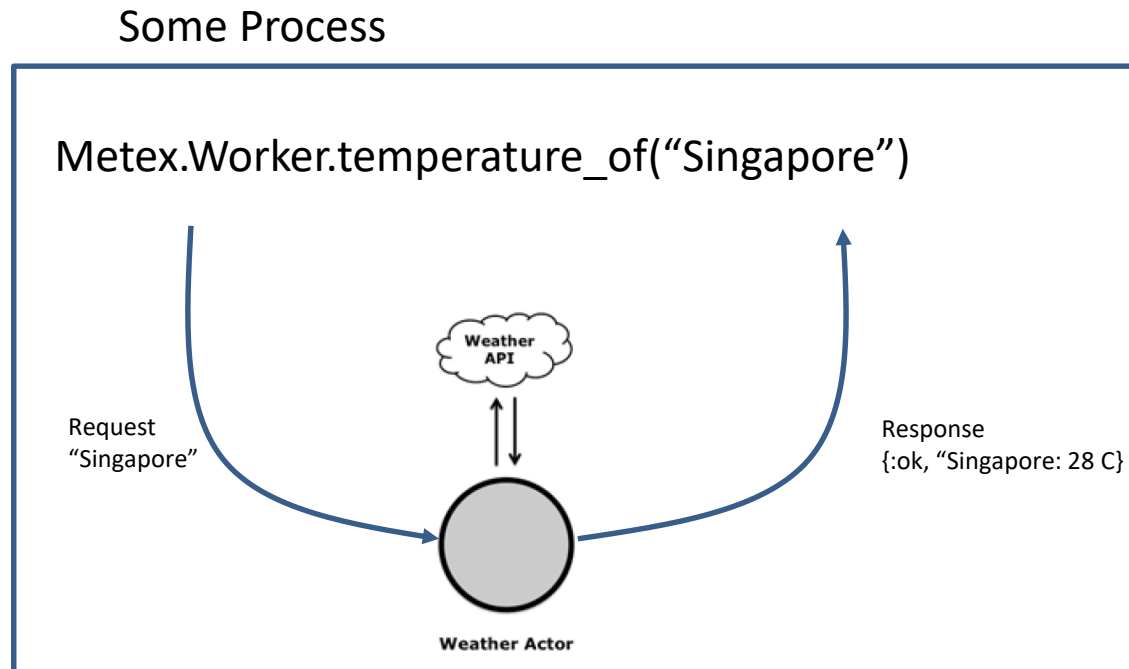 Some Process
Metex.Worker.temperature_of(“Singapore”)
Weather
API
Request
“Singapore”
Response
{:ok, “Singapore: 28 C}
Weather Actor